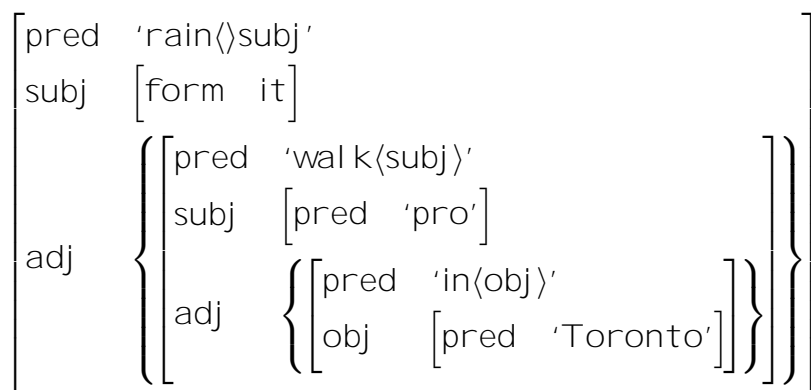 pred ‘rain⟨⟩subj’
subj [form it]
pred ‘walk⟨subj⟩’
subj [pred ‘pro’]
adj
pred ‘in⟨obj⟩’
adj
obj [pred ‘Toronto’]